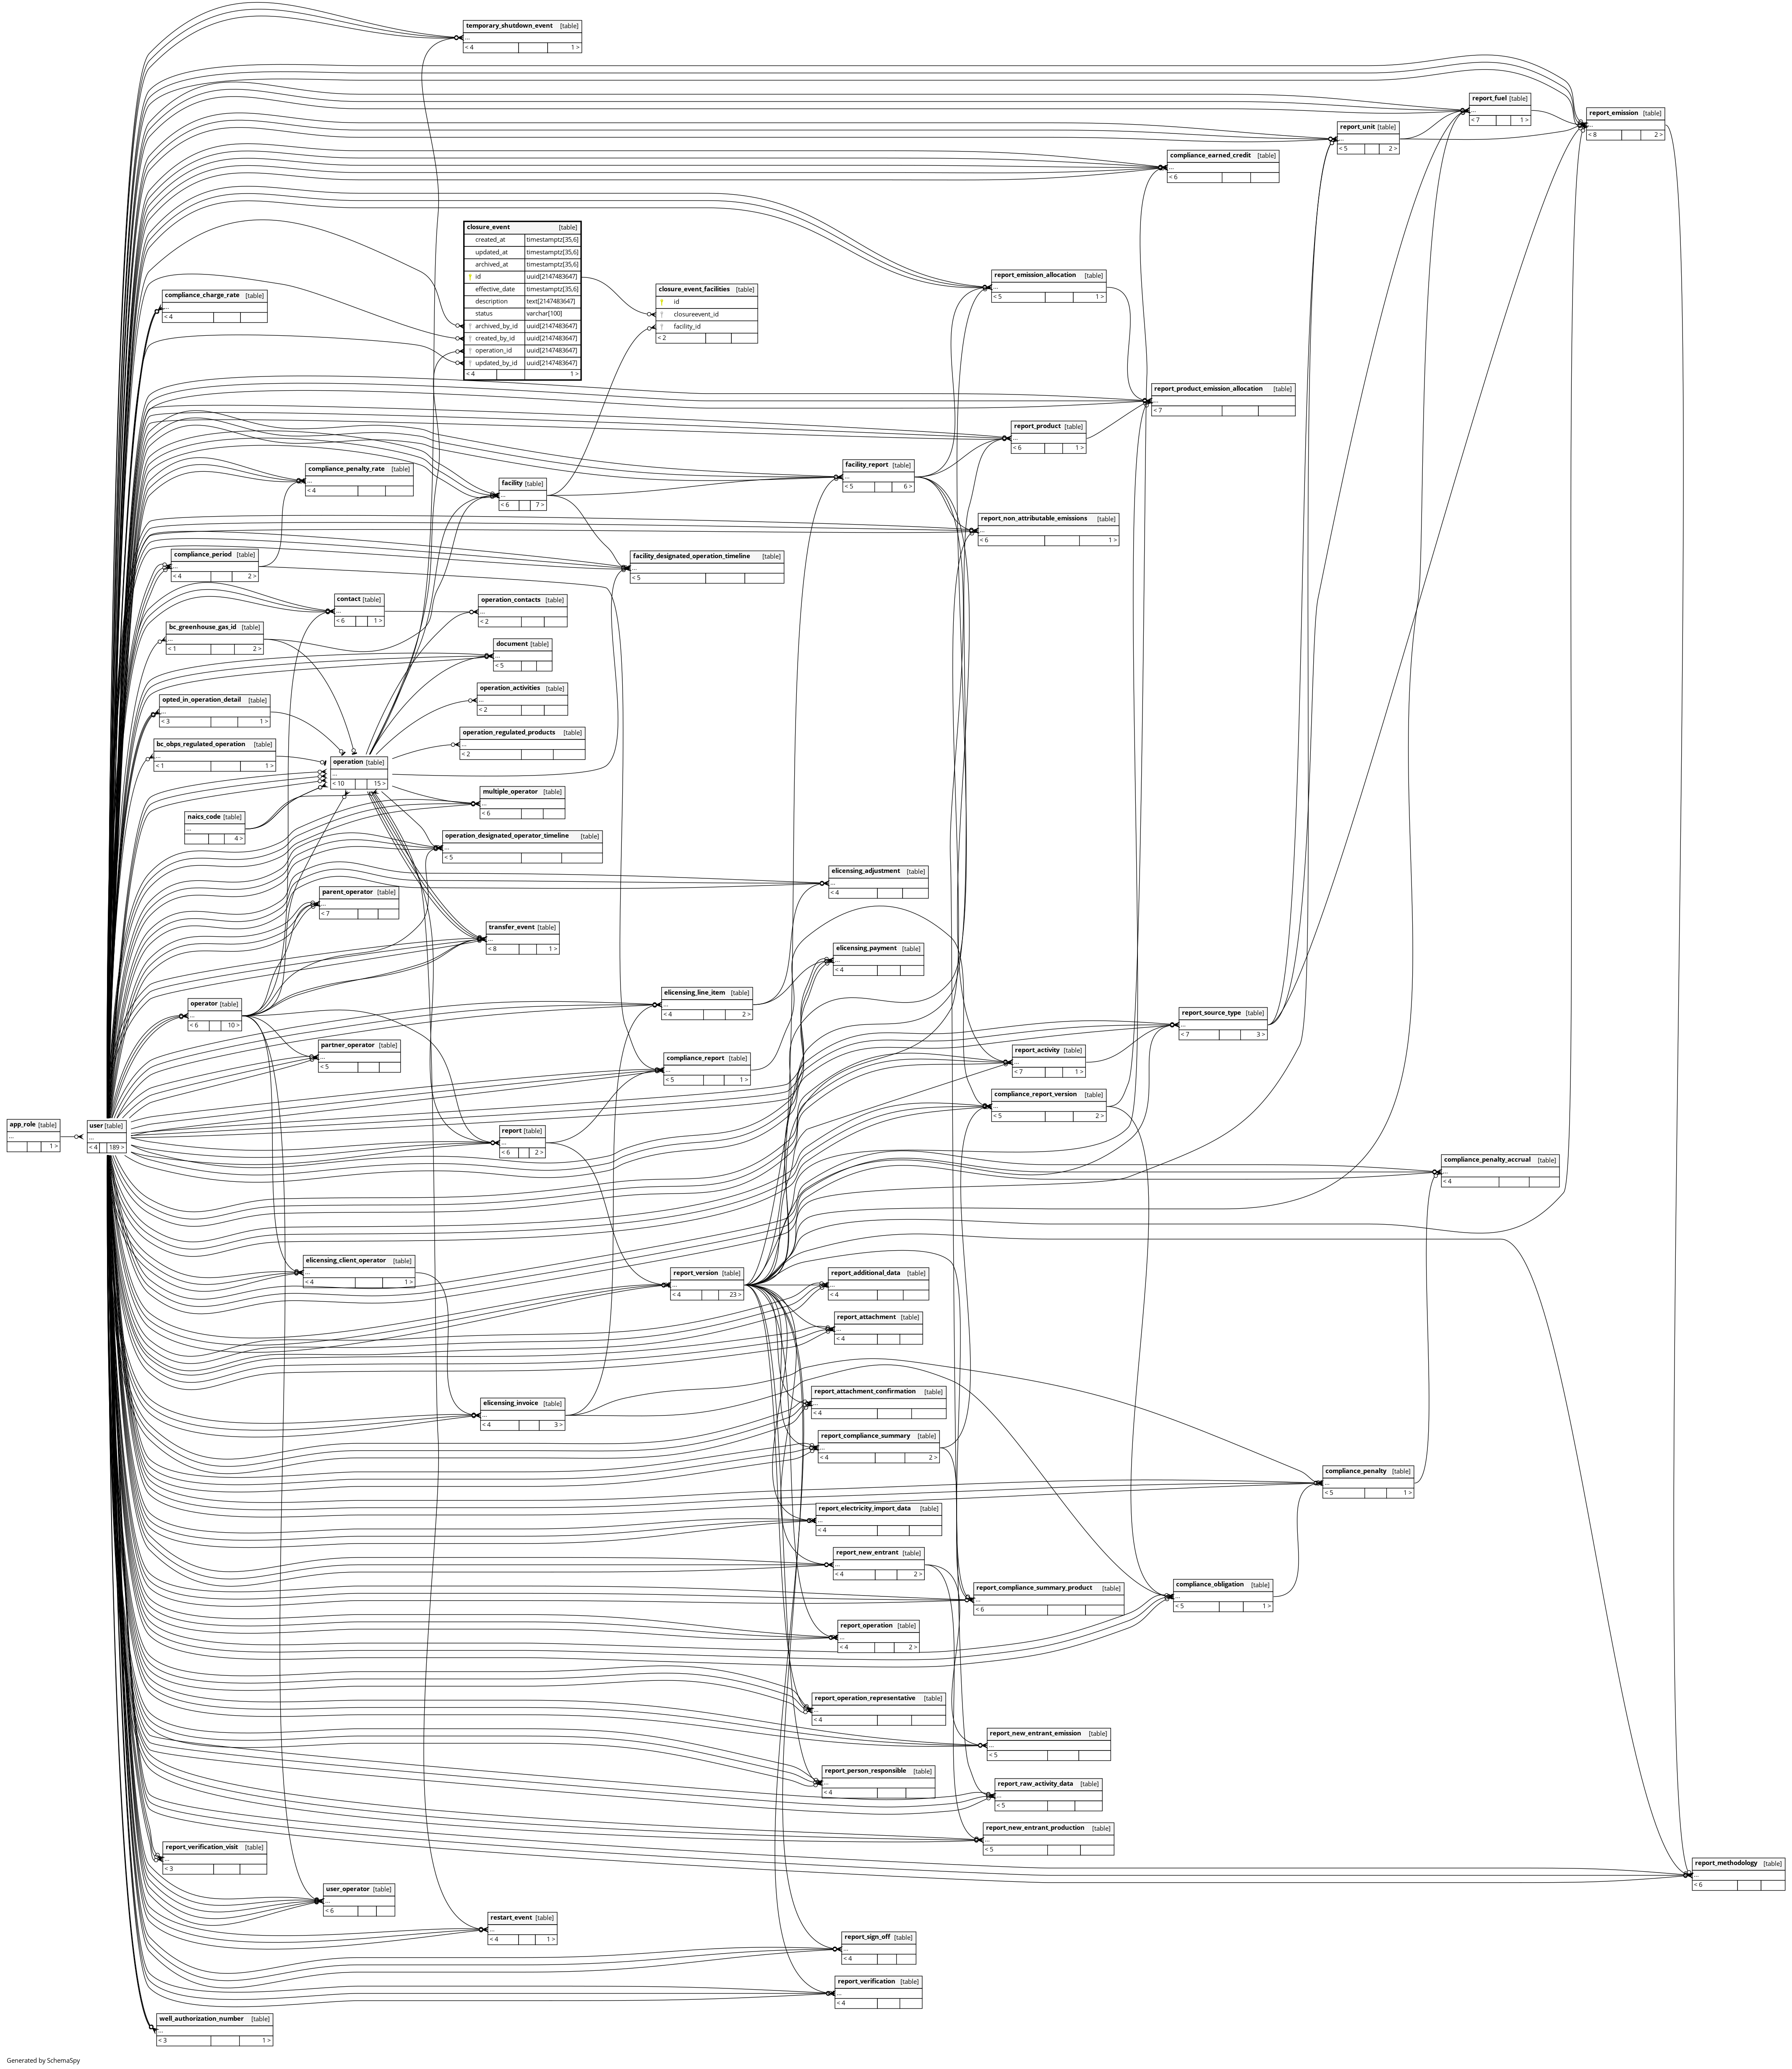 temporary_shutdown_event [table]
...
< 4 1 >
report_fuel [table]
...
< 7 1 >
report_emission [table]
...
< 8 2 >
report_unit [table]
...
< 5 2 >
compliance_earned_credit [table]
...
< 6
closure_event [table]
created_at timestamptz[35,6]
updated_at timestamptz[35,6]
archived_at timestamptz[35,6]
id uuid[2147483647]
effective_date timestamptz[35,6]
description text[2147483647]
status varchar[100]
archived_by_id uuid[2147483647]
created_by_id uuid[2147483647]
operation_id uuid[2147483647]
updated_by_id uuid[2147483647]
< 4 1 >
report_emission_allocation [table]
...
< 5 1 >
closure_event_facilities [table]
id
closureevent_id
facility_id
< 2
compliance_charge_rate [table]
...
< 4
report_product_emission_allocation [table]
...
< 7
report_product [table]
...
< 6 1 >
facility_report [table]
...
< 5 6 >
compliance_penalty_rate [table]
...
< 4
facility [table]
...
< 6 7 >
report_non_attributable_emissions [table]
...
< 6 1 >
compliance_period [table]
...
< 4 2 >
facility_designated_operation_timeline [table]
...
< 5
contact [table]
...
< 6 1 >
operation_contacts [table]
...
< 2
bc_greenhouse_gas_id [table]
...
< 1 2 >
document [table]
...
< 5
operation_activities [table]
...
< 2
opted_in_operation_detail [table]
...
< 3 1 >
operation_regulated_products [table]
...
< 2
bc_obps_regulated_operation [table]
...
< 1 1 >
operation [table]
...
< 10 15 >
multiple_operator [table]
...
< 6
naics_code [table]
...
4 >
operation_designated_operator_timeline [table]
...
< 5
elicensing_adjustment [table]
...
< 4
parent_operator [table]
...
< 7
transfer_event [table]
...
< 8 1 >
elicensing_payment [table]
...
< 4
elicensing_line_item [table]
...
< 4 2 >
operator [table]
...
< 6 10 >
report_source_type [table]
...
< 7 3 >
partner_operator [table]
...
< 5
compliance_report [table]
...
< 5 1 >
report_activity [table]
...
< 7 1 >
compliance_report_version [table]
...
< 5 2 >
app_role [table]
...
1 >
user [table]
...
< 4 189 >
report [table]
...
< 6 2 >
compliance_penalty_accrual [table]
...
< 4
elicensing_client_operator [table]
...
< 4 1 >
report_version [table]
...
< 4 23 >
report_additional_data [table]
...
< 4
report_attachment [table]
...
< 4
report_attachment_confirmation [table]
...
< 4
elicensing_invoice [table]
...
< 4 3 >
report_compliance_summary [table]
...
< 4 2 >
compliance_penalty [table]
...
< 5 1 >
report_electricity_import_data [table]
...
< 4
report_new_entrant [table]
...
< 4 2 >
report_compliance_summary_product [table]
...
< 6
compliance_obligation [table]
...
< 5 1 >
report_operation [table]
...
< 4 2 >
report_operation_representative [table]
...
< 4
report_new_entrant_emission [table]
...
< 5
report_person_responsible [table]
...
< 4
report_raw_activity_data [table]
...
< 5
report_new_entrant_production [table]
...
< 5
report_verification_visit [table]
...
< 3
report_methodology [table]
...
< 6
user_operator [table]
...
< 6
restart_event [table]
...
< 4 1 >
report_sign_off [table]
...
< 4
report_verification [table]
...
< 4
well_authorization_number [table]
...
< 3 1 >
Generated by SchemaSpy